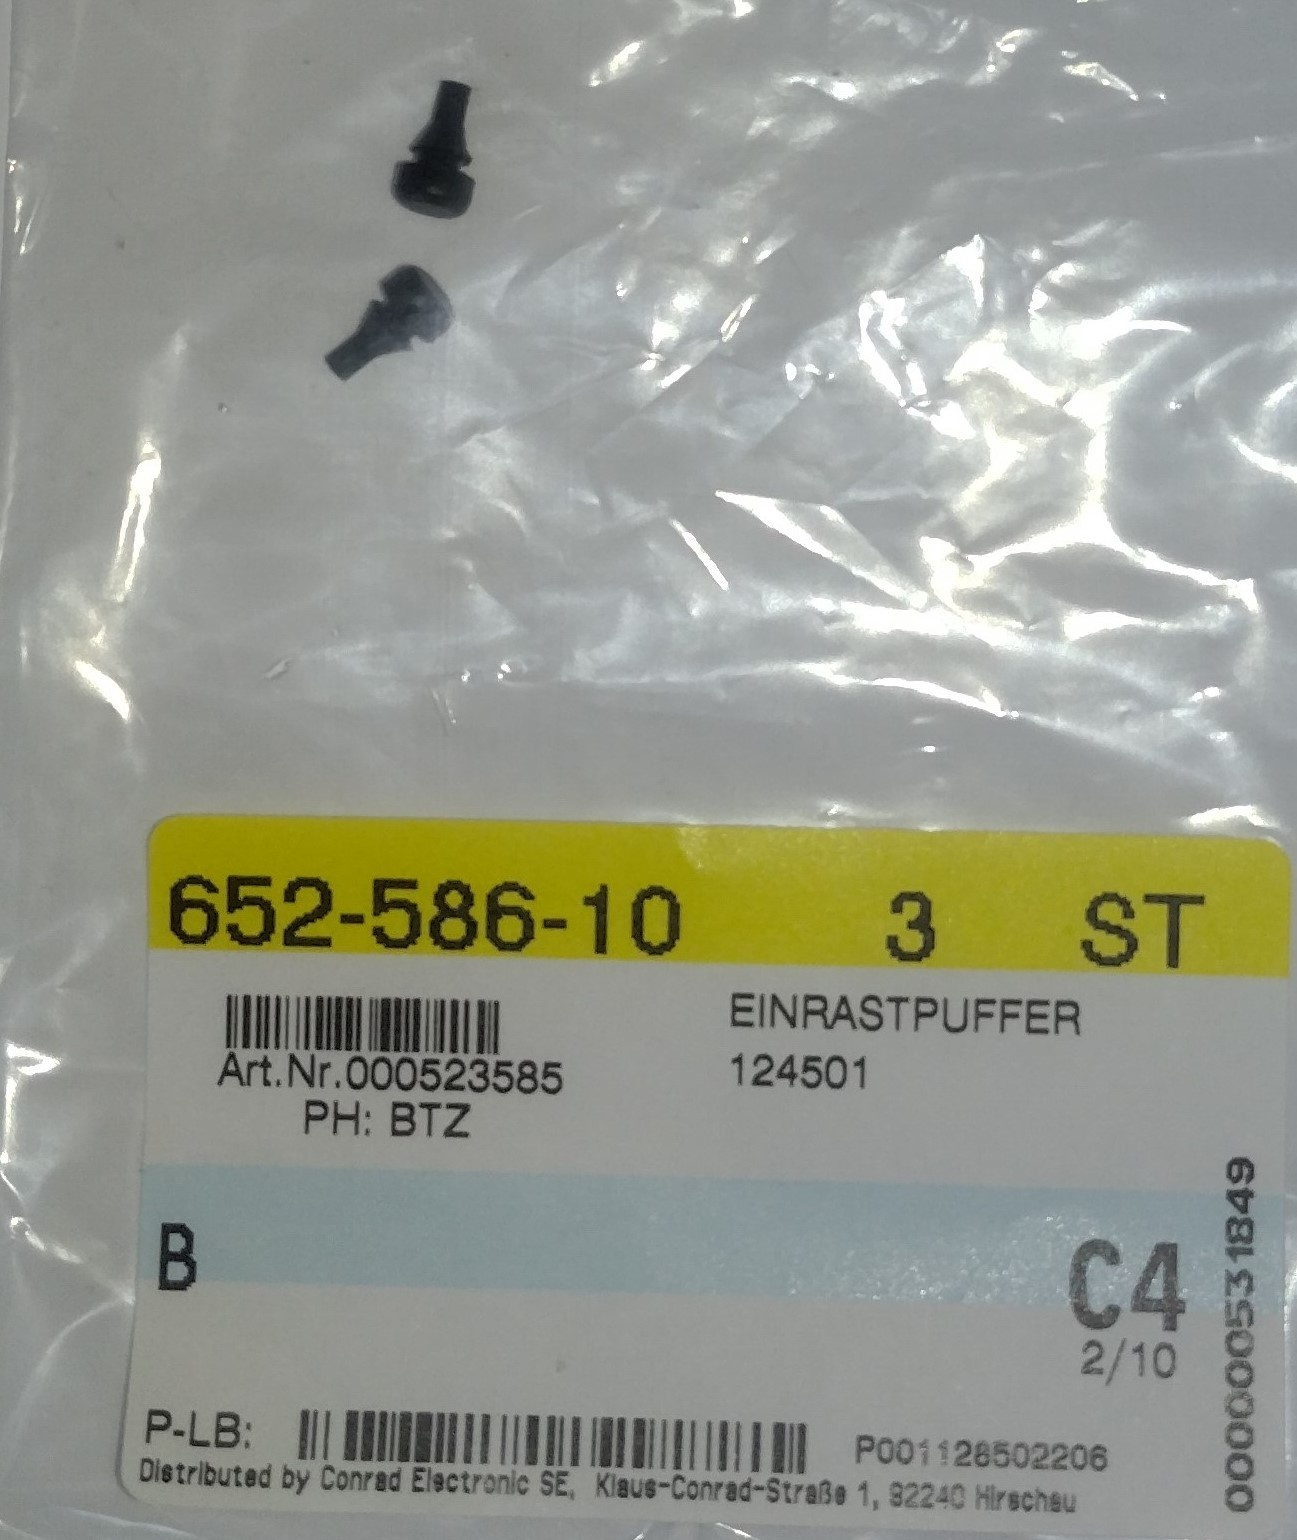 652-586-10 3 ST
EINRASTPUFFER
Art.Nr.000523585 124501
PH: BTZ
B
C4
2/10
0000000531849
P-LB: P001128502206
Distributed by Conrad Electronic SE, Klaus-Conrad-Straße 1, 92240 Hirschau